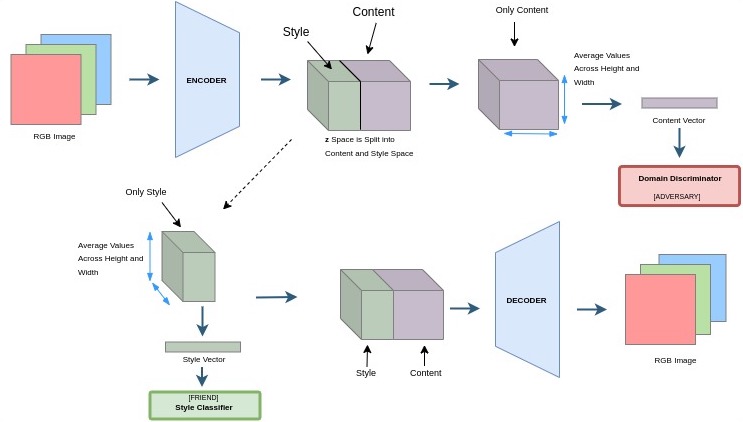 Content
Style
Only Content
ENCODER
Average Values
Across Height and
Width
RGB Image
Content Vector
z Space is Split into
Content and Style Space
Domain Discriminator
[ADVERSARY]
Only Style
Average Values
Across Height and
Width
DECODER
Style Vector
Style
Content
RGB Image
[FRIEND]
Style Classifier